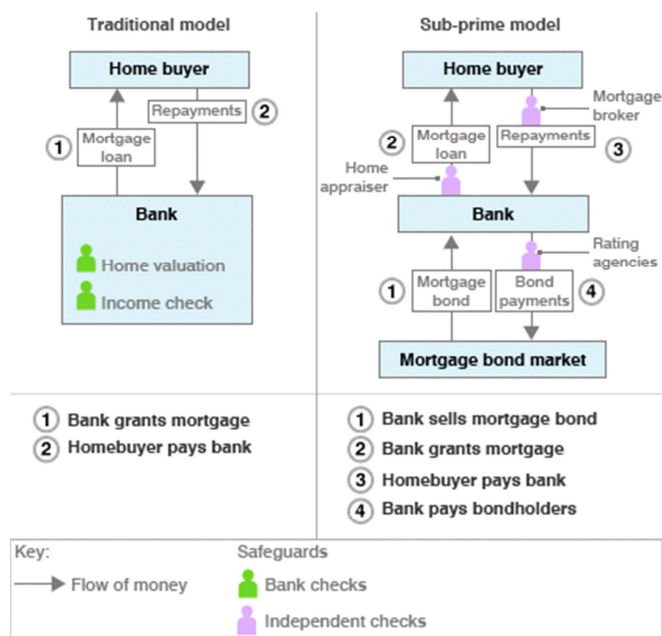 Traditional model
Home buyer
Repayments
2
1
Mortgage
loan
Bank
Home valuation
Income check
1 Bank grants mortgage
2 Homebuyer pays bank
Sub-prime model
Home buyer
Mortgage
broker
2
Mortgage
loan
Repayments
3
Home
appraiser
Bank
Rating
agencies
1
Mortgage
bond
Bond
payments
4
Mortgage bond market
1 Bank sells mortgage bond
2 Bank grants mortgage
3 Homebuyer pays bank
4 Bank pays bondholders
Key:
Flow of money
Safeguards
Bank checks
Independent checks